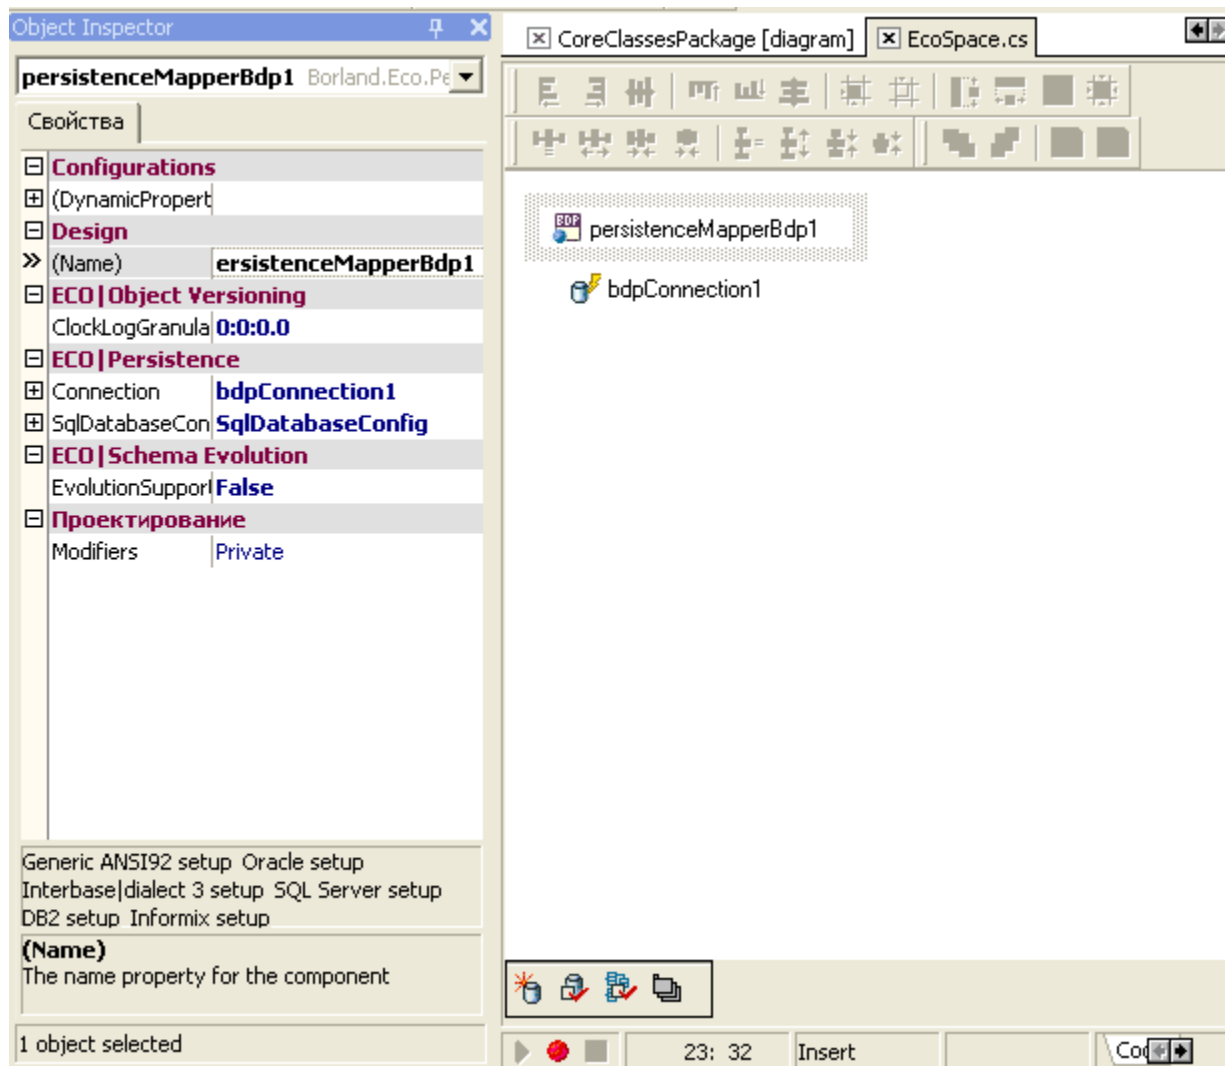 Object Inspector
persistenceMapperBdp1 Borland.Eco.Pe
Свойства
Configurations
(DynamicPropert
Design
(Name) ersistenceMapperBdp1
ECO|Object Versioning
ClockLogGranula 0:0:0.0
ECO|Persistence
Connection bdpConnection1
SqlDatabaseCon SqlDatabaseConfig
ECO|Schema Evolution
EvolutionSupport False
Проектирование
Modifiers Private
Generic ANSI92 setup Oracle setup
Interbase|dialect 3 setup SQL Server setup
DB2 setup Informix setup
(Name)
The name property for the component
1 object selected
CoreClassesPackage [diagram] EcoSpace.cs
BDP persistenceMapperBdp1
bdpConnection1
23: 32 Insert
Cod